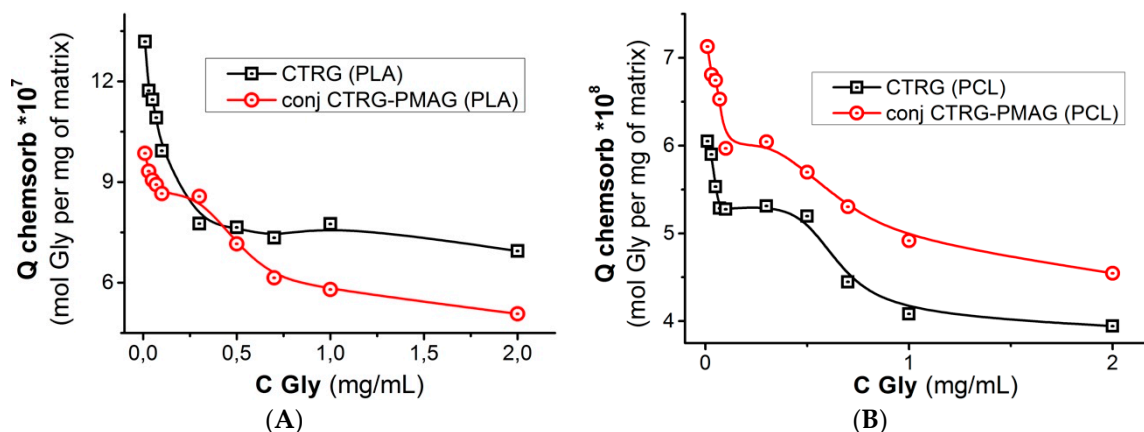 Q chemsorb *10^7
(mol Gly per mg of matrix)
12
9
6
CTRG (PLA)
conj CTRG-PMAG (PLA)
0,0 0,5 1,0 1,5 2,0
C Gly (mg/mL)
(A)
Q chemsorb *10^8
(mol Gly per mg of matrix)
7
6
5
4
CTRG (PCL)
conj CTRG-PMAG (PCL)
0 1 2
C Gly (mg/mL)
(B)